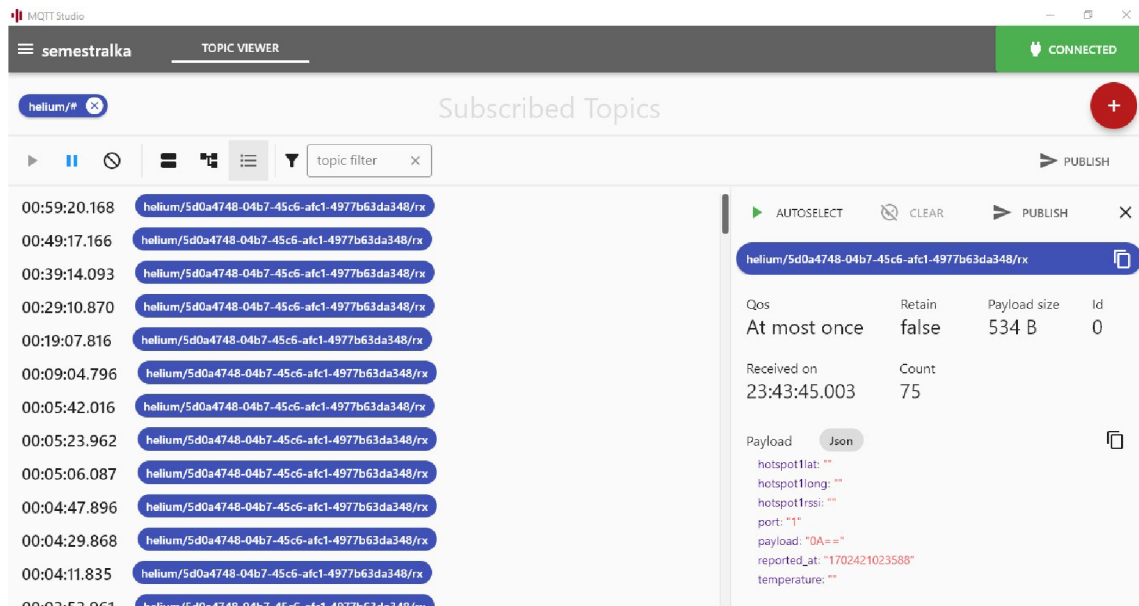 MQTT Studio
semestralka TOPIC VIEWER CONNECTED
helium/# Subscribed Topics
topic filter PUBLISH
00:59:20.168 helium/5d0a4748-04b7-45c6-afc1-4977b63da348/rx
00:49:17.166 helium/5d0a4748-04b7-45c6-afc1-4977b63da348/rx
00:39:14.093 helium/5d0a4748-04b7-45c6-afc1-4977b63da348/rx
00:29:10.870 helium/5d0a4748-04b7-45c6-afc1-4977b63da348/rx
00:19:07.816 helium/5d0a4748-04b7-45c6-afc1-4977b63da348/rx
00:09:04.796 helium/5d0a4748-04b7-45c6-afc1-4977b63da348/rx
00:05:42.016 helium/5d0a4748-04b7-45c6-afc1-4977b63da348/rx
00:05:23.962 helium/5d0a4748-04b7-45c6-afc1-4977b63da348/rx
00:05:06.087 helium/5d0a4748-04b7-45c6-afc1-4977b63da348/rx
00:04:47.896 helium/5d0a4748-04b7-45c6-afc1-4977b63da348/rx
00:04:29.868 helium/5d0a4748-04b7-45c6-afc1-4977b63da348/rx
00:04:11.835 helium/5d0a4748-04b7-45c6-afc1-4977b63da348/rx
AUTOSELECT CLEAR PUBLISH
helium/5d0a4748-04b7-45c6-afc1-4977b63da348/rx
Qos Retain Payload size Id
At most once false 534 B 0
Received on Count
23:43:45.003 75
Payload Json
hotspot1lat: ""
hotspot1long: ""
hotspot1rssi: ""
port: "1"
payload: "0A=="
reported_at: "1702421023588"
temperature: ""